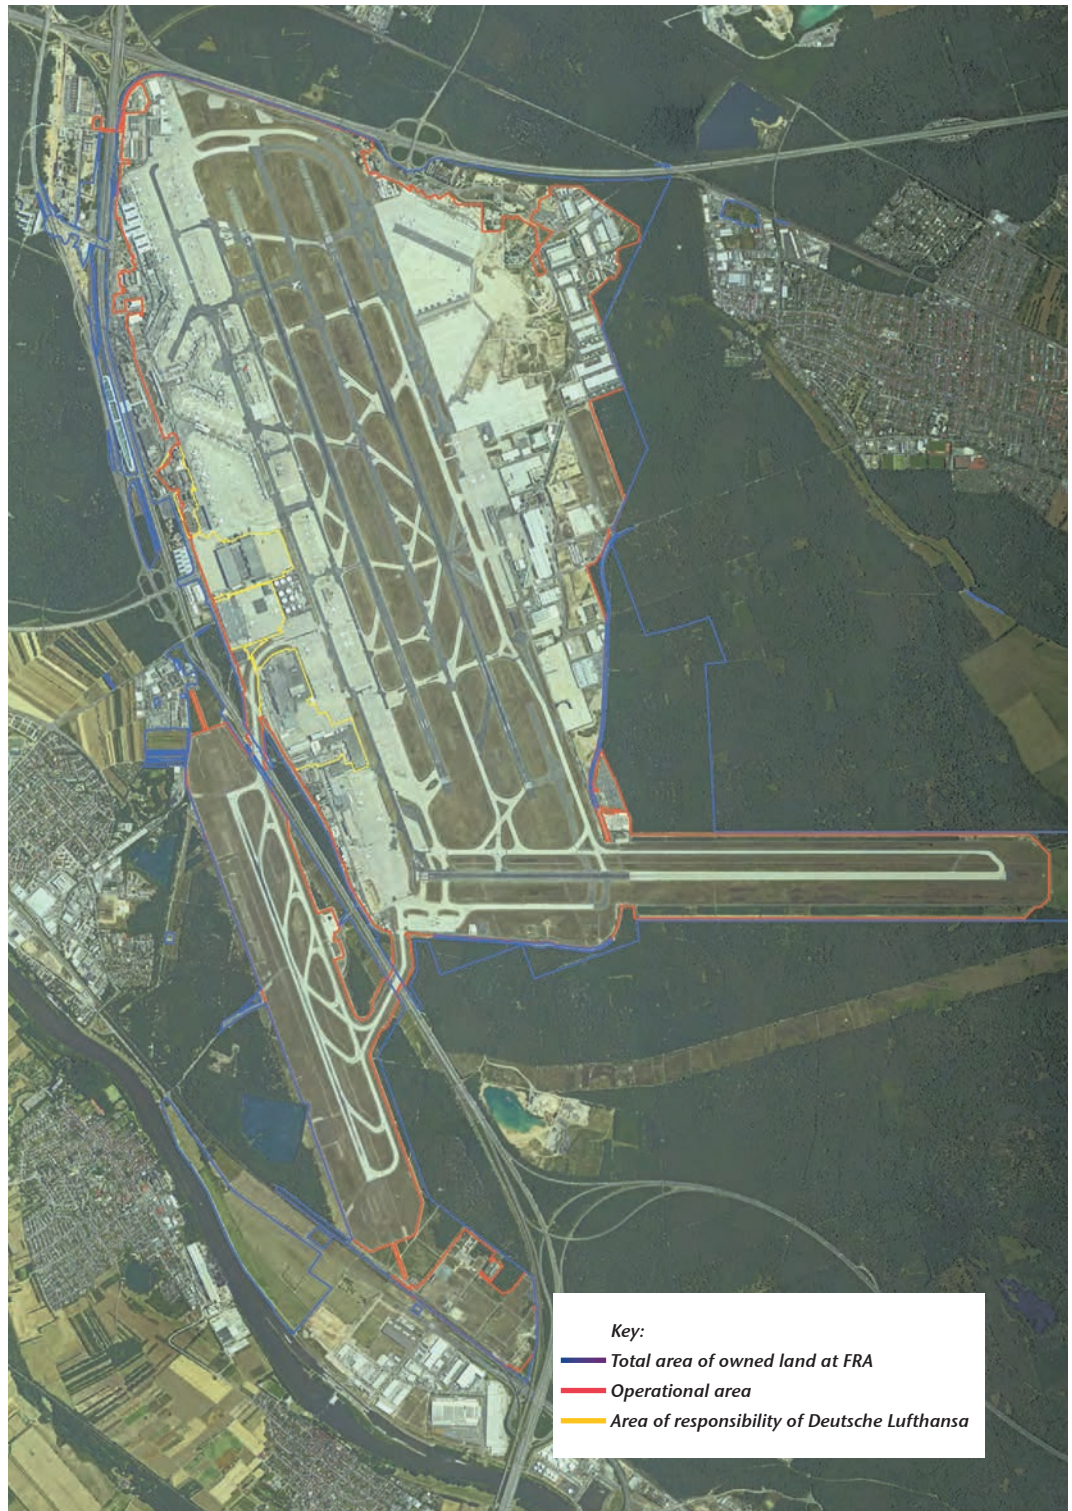 Key:
Total area of owned land at FRA
Operational area
Area of responsibility of Deutsche Lufthansa